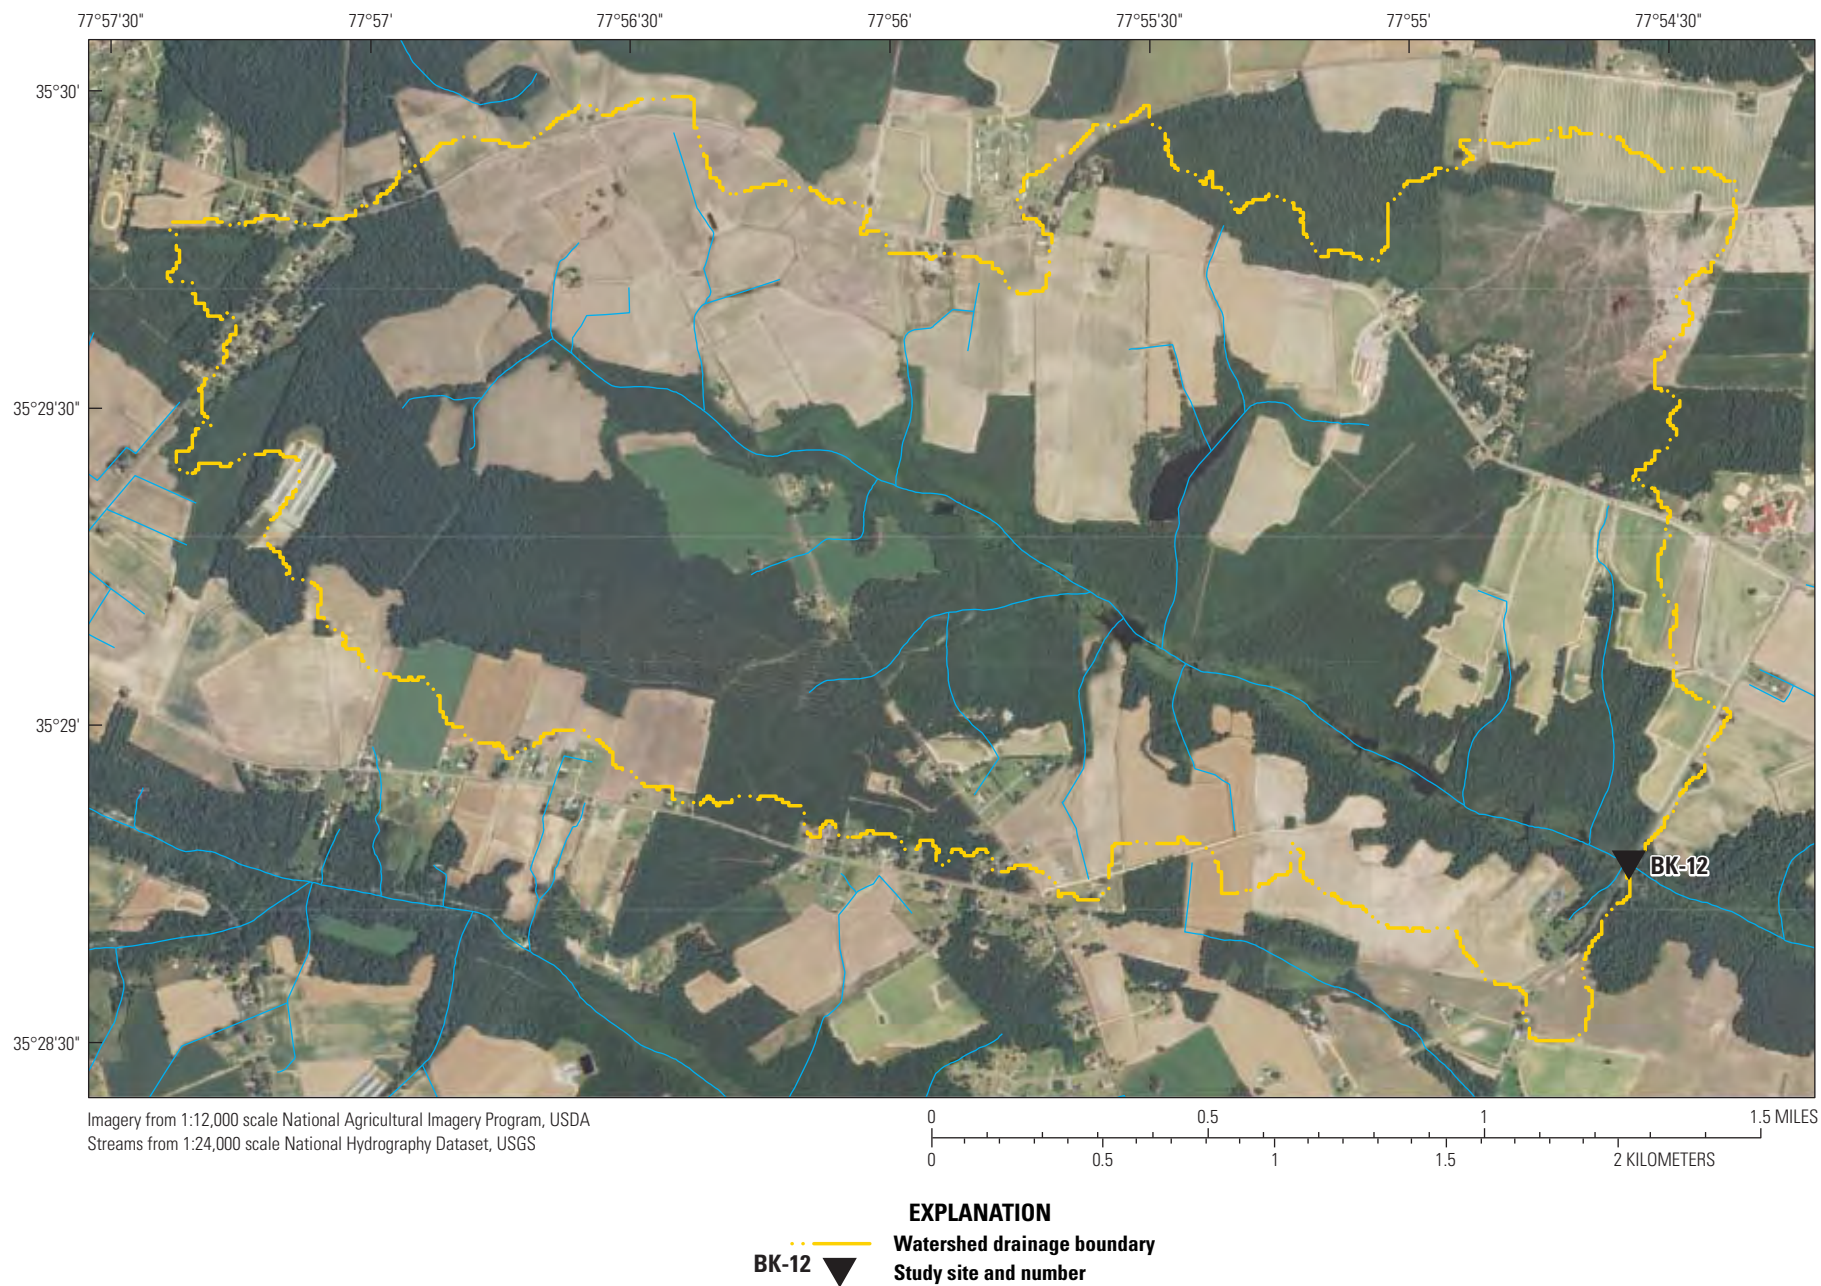 77°57'30" 77°57' 77°56'30" 77°56' 77°55'30" 77°55' 77°54'30"
35°30'
35°29'30"
35°29'
BK-12
35°28'30"
Imagery from 1:12,000 scale National Agricultural Imagery Program, USDA
Streams from 1:24,000 scale National Hydrography Dataset, USGS
0 0.5 1 1.5 MILES
0 0.5 1 1.5 2 KILOMETERS
EXPLANATION
Watershed drainage boundary
BK-12 Study site and number